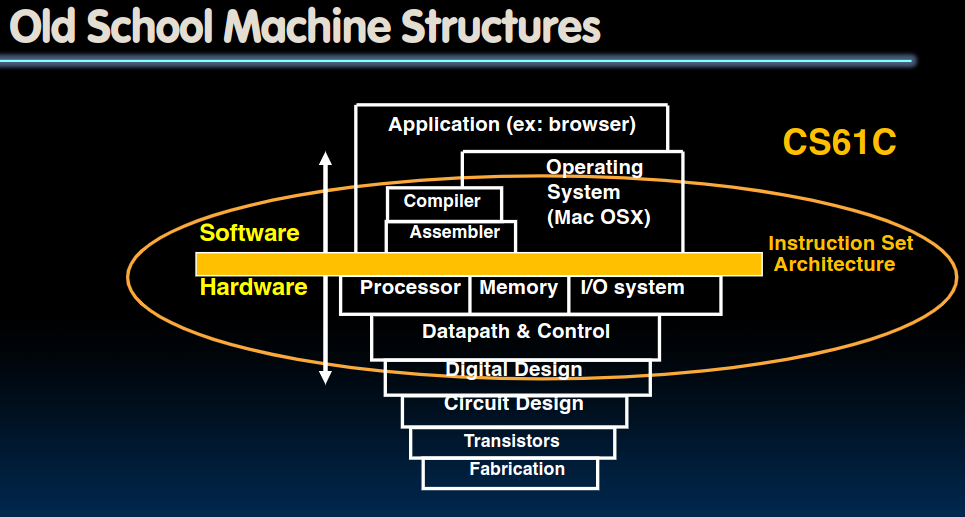 Old School Machine Structures
Application (ex: browser)
CS61C
Operating
System
(Mac OSX)
Compiler
Assembler
Software
Instruction Set
Architecture
Hardware
Processor
Memory
I/O system
Datapath & Control
Digital Design
Circuit Design
Transistors
Fabrication